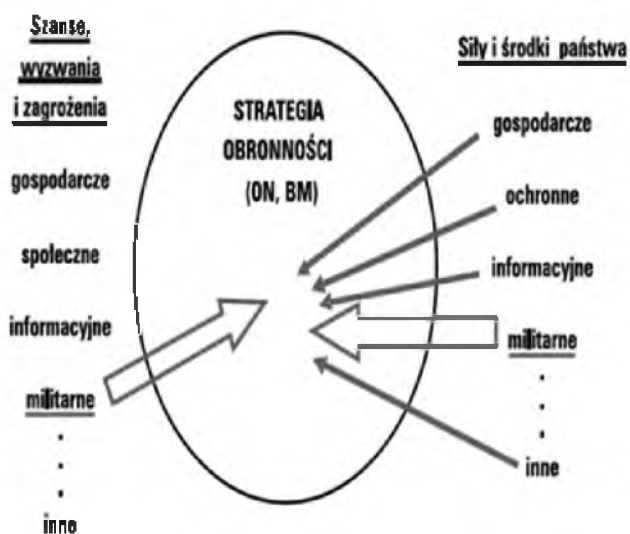 Szanse,
wyzwania
i zagrożenia
gospodarcze
społeczne
informacyjne
militarne
.
.
.
inne
STRATEGIA
OBRONNOŚCI
(ON, BM)
Siły i środki państwa
gospodarcze
ochronne
informacyjne
militarne
.
.
.
inne